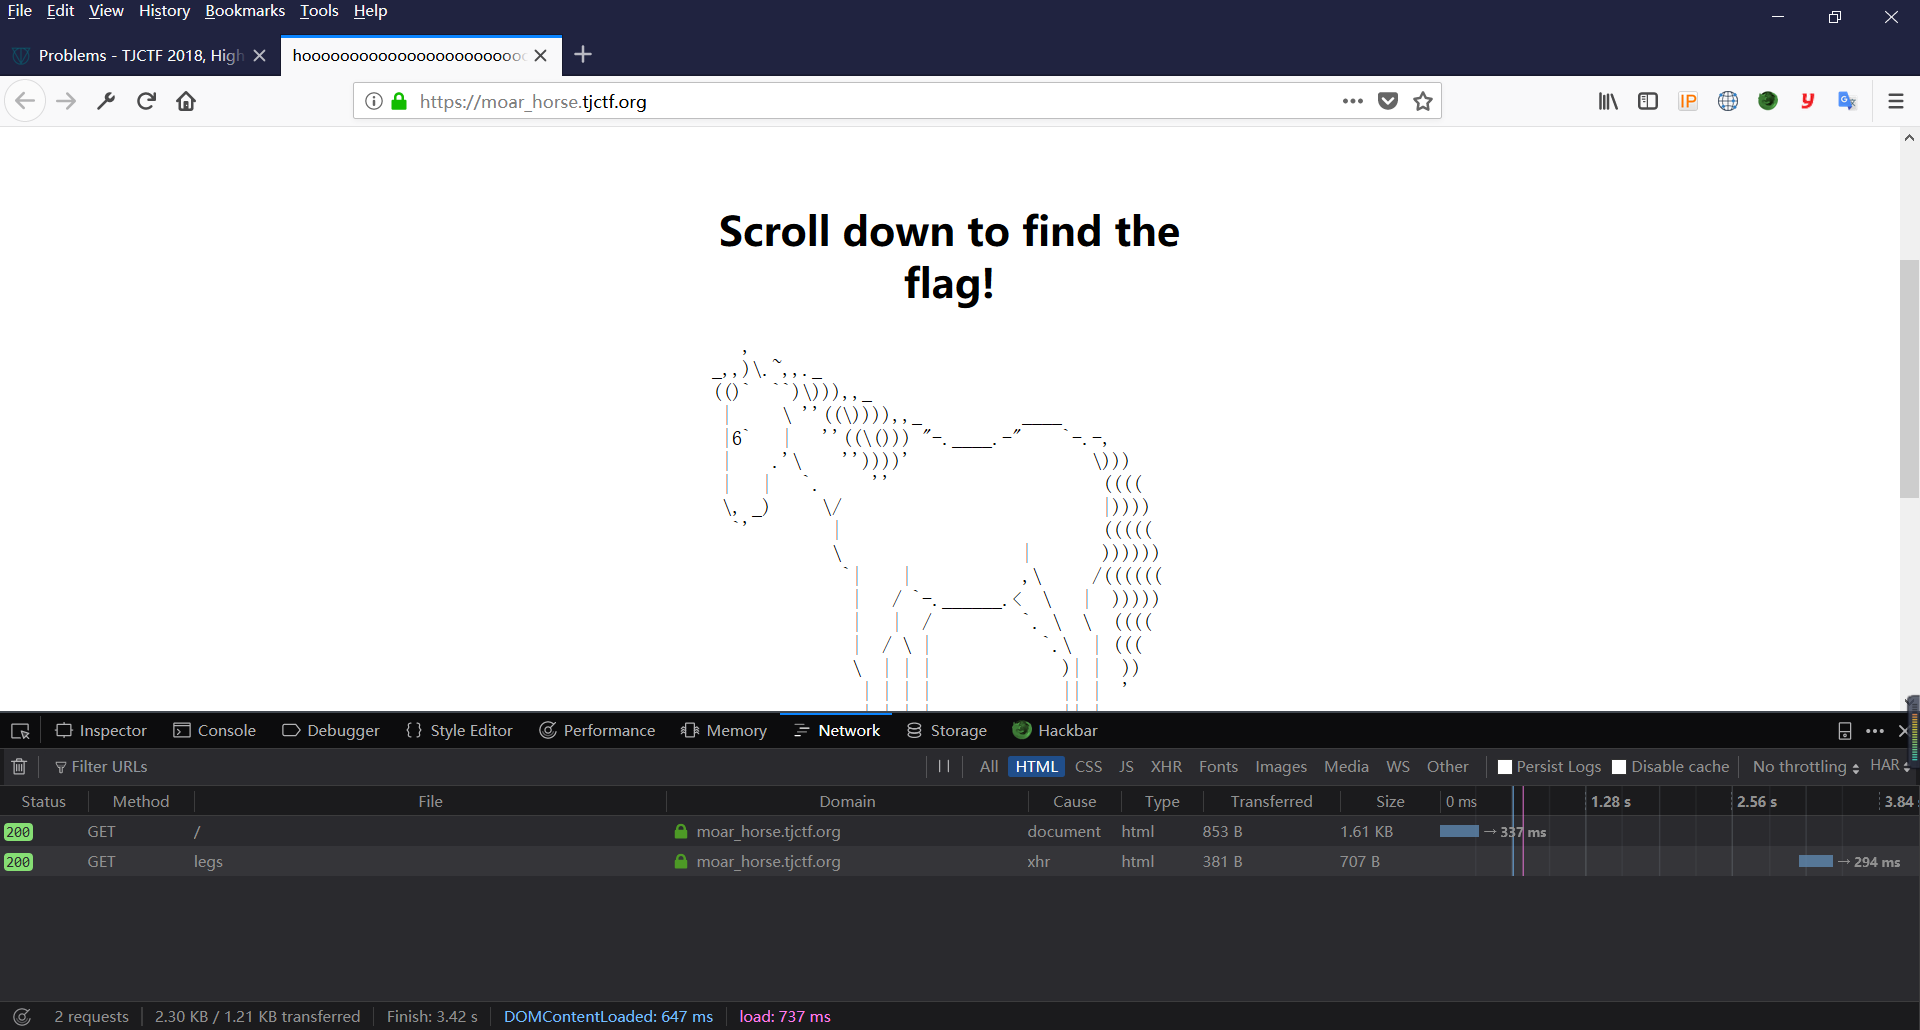 File Edit View History Bookmarks Tools Help
Problems - TJCTF 2018, High
https://moar_horse.tjctf.org
Scroll down to find the
flag!
Inspector Console Debugger {} Style Editor Performance Memory Network Storage Hackbar
Filter URLs All HTML CSS JS XHR Fonts Images Media WS Other Persist Logs Disable cache No throttling HAR
Status Method File Domain Cause Type Transferred Size 0 ms 1.28 s 2.56 s 3.84
200 GET / moar_horse.tjctf.org document html 853 B 1.61 KB → 337 ms
200 GET legs moar_horse.tjctf.org xhr html 381 B 707 B → 294 ms
2 requests 2.30 KB / 1.21 KB transferred Finish: 3.42 s DOMContentLoaded: 647 ms load: 737 ms